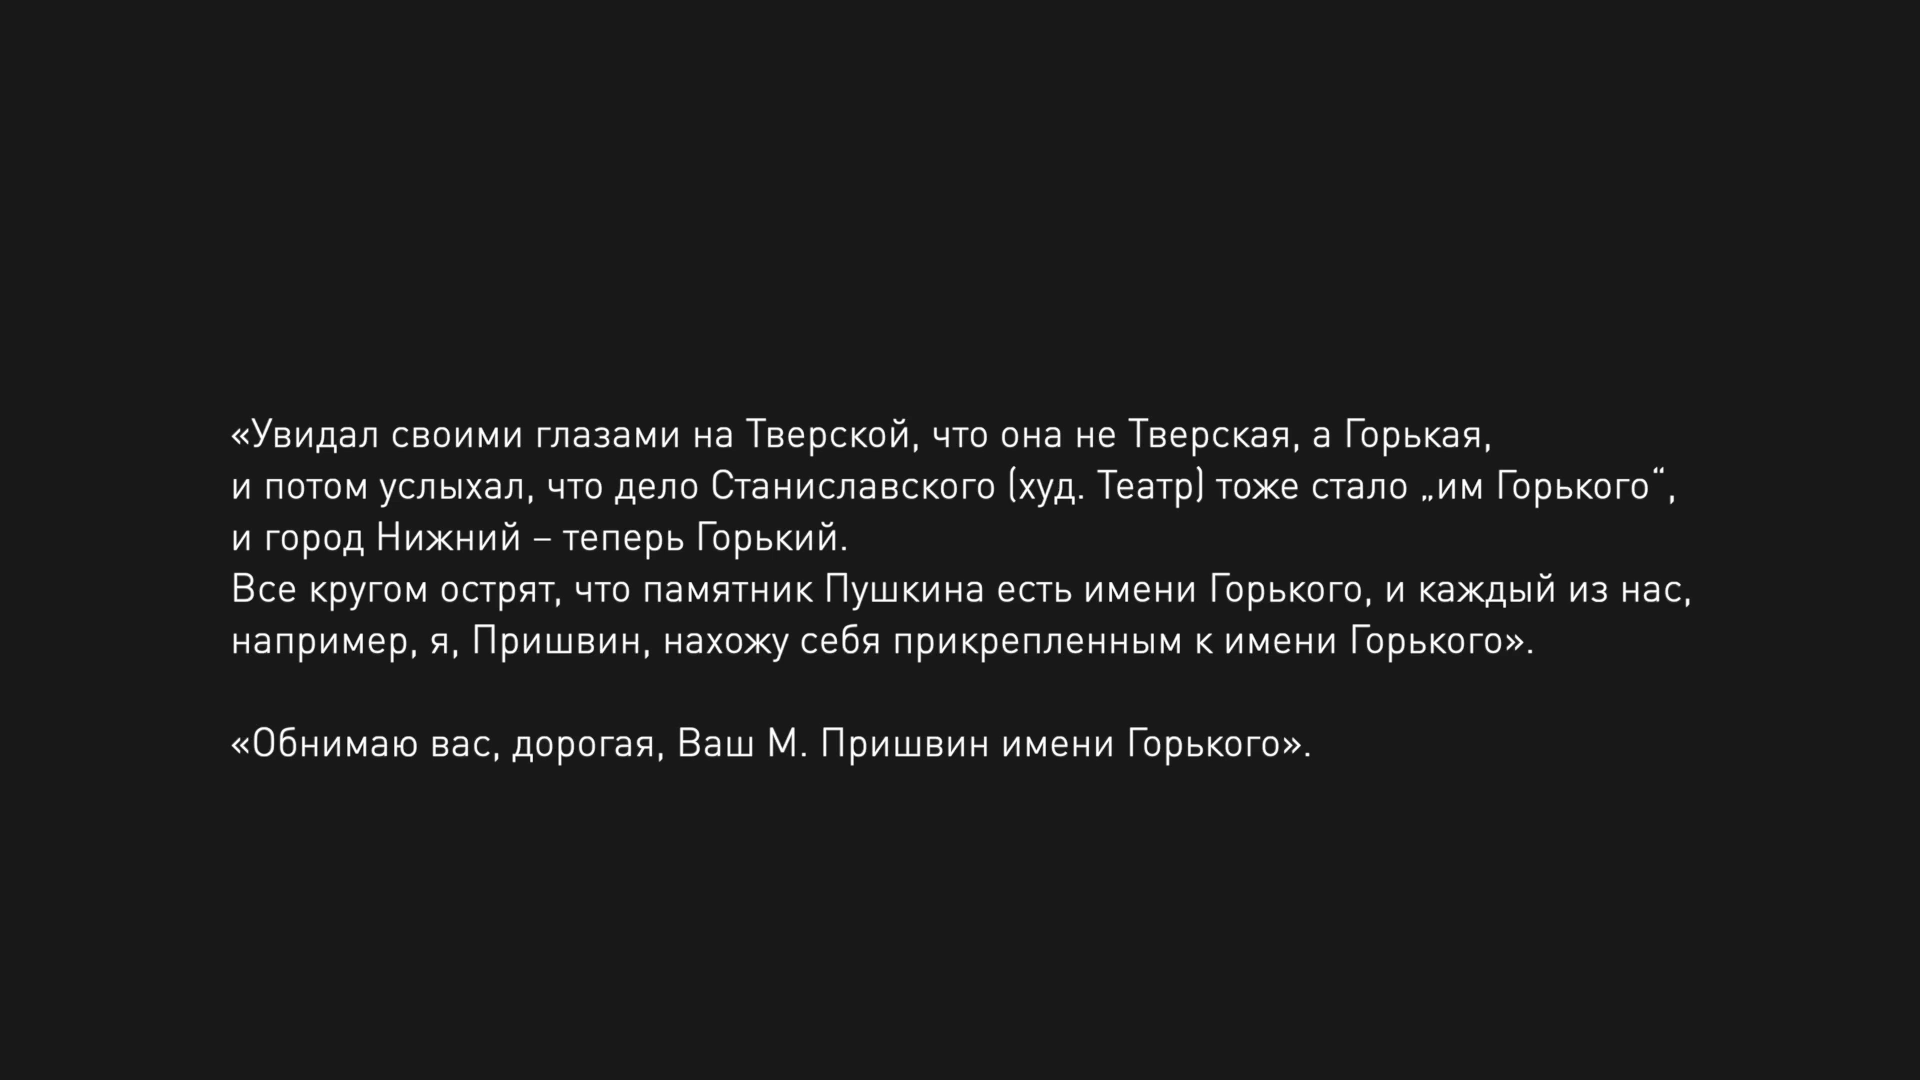 «Увидал своими глазами на Тверской, что она не Тверская, а Горькая,
и потом услыхал, что дело Станиславского (худ. Театр) тоже стало „им Горького“,
и город Нижний – теперь Горький.
Все кругом острят, что памятник Пушкина есть имени Горького, и каждый из нас,
например, я, Пришвин, нахожу себя прикрепленным к имени Горького».
«Обнимаю вас, дорогая, Ваш М. Пришвин имени Горького».